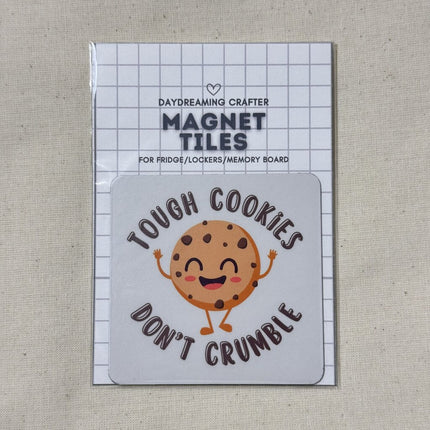 DAYDREAMING CRAFTER
MAGNET
TILES
FOR FRIDGE/LOCKERS/MEMORY BOARD
TOUGH COOKiES
DON'T CRUMBLE